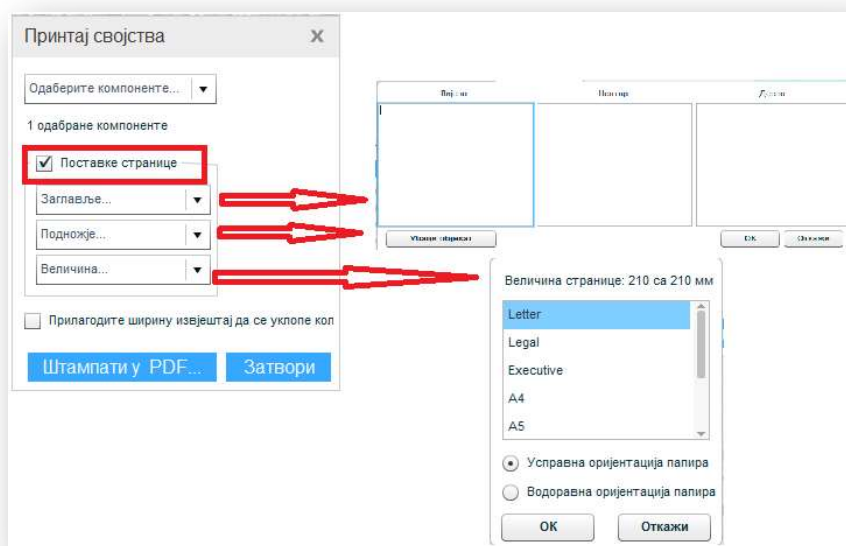 Принтај својства
X
Одаберите компоненте...
1 одабране компоненте
Поставке странице
Заглавље...
Подножје...
Величина...
Прилагодите ширину извјештај да се уклопе кол
Штампати у PDF...
Затвори
OK
Откажи
Величина странице: 210 са 210 мм
Letter
Legal
Executive
A4
A5
Усправна оријентација папира
Водоравна оријентација папира
OK
Откажи